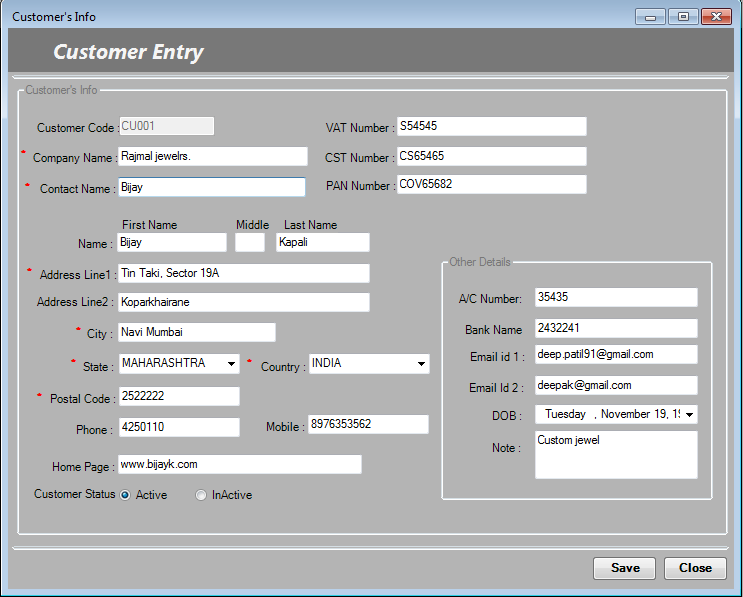 Customer's Info
Customer Entry
Customer's Info
Customer Code : CU001
VAT Number : S54545
* Company Name : Rajmal jewelrs.
CST Number : CS65465
* Contact Name : Bijay
PAN Number : COV65682
First Name Middle Last Name
Name : Bijay Kapali
* Address Line1 : Tin Taki, Sector 19A
Address Line2 : Koparkhairane
* City : Navi Mumbai
* State : MAHARASHTRA * Country : INDIA
* Postal Code : 2522222
Phone : 4250110 Mobile : 8976353562
Home Page : www.bijayk.com
Customer Status Active InActive
Other Details
A/C Number: 35435
Bank Name 2432241
Email id 1 : deep.patil91@gmail.com
Email Id 2 : deepak@gmail.com
DOB : Tuesday , November 19,
Note : Custom jewel
Save Close